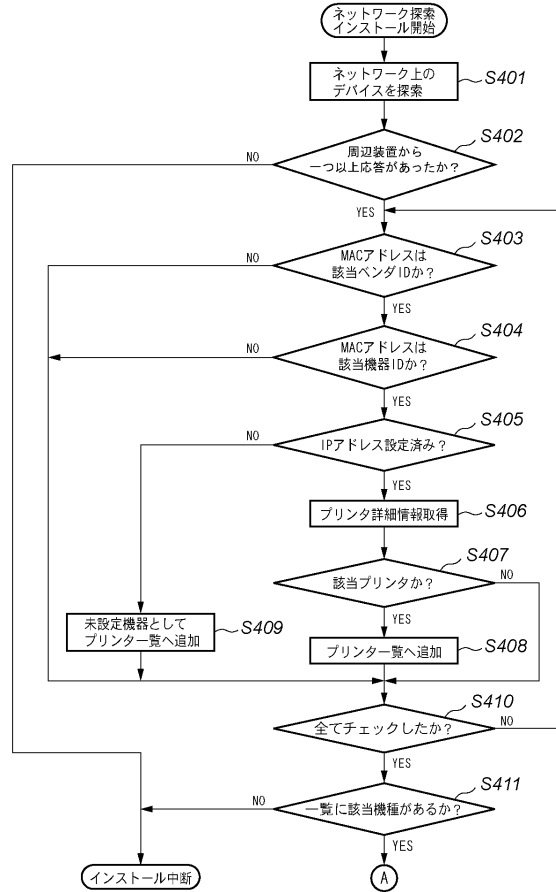 ネットワーク探索
インストール開始
ネットワーク上の
デバイスを探索
S401
周辺装置から
一つ以上応答があったか？
S402
NO
YES
MACアドレスは
該当ベンダIDか？
S403
NO
YES
MACアドレスは
該当機器IDか？
S404
NO
YES
IPアドレス設定済み？
S405
NO
YES
プリンタ詳細情報取得
S406
該当プリンタか？
S407
NO
YES
未設定機器として
プリンター覧へ追加
S409
プリンター覧へ追加
S408
全てチェックしたか？
S410
NO
YES
一覧に該当機種があるか？
S411
NO
YES
インストール中断
A